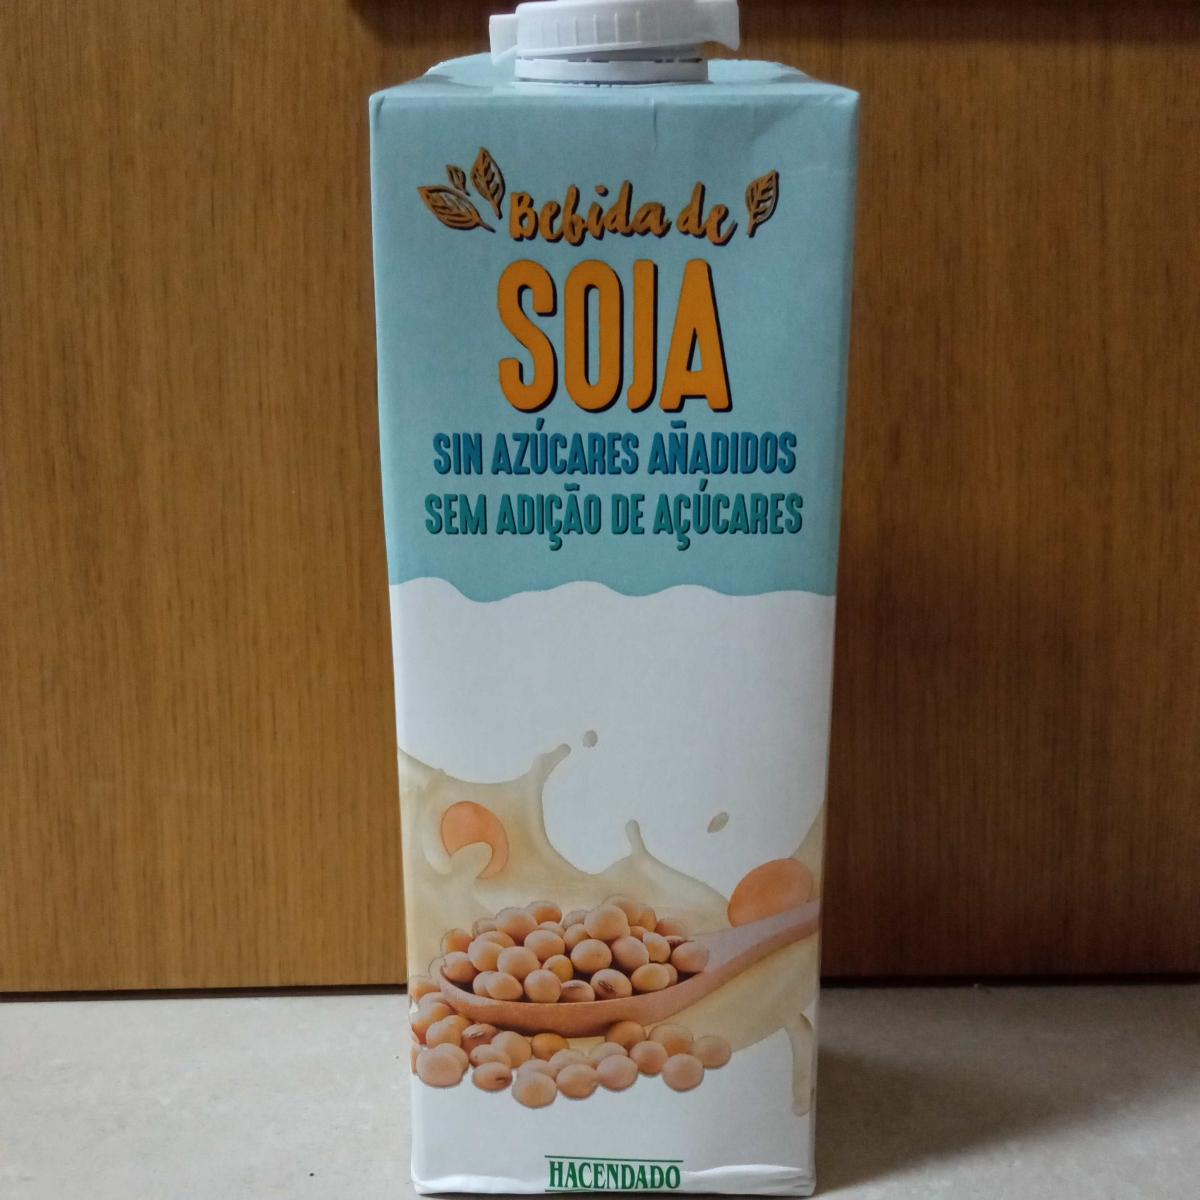 Bebida de
SOJA
SIN AZÚCARES AÑADIDOS
SEM ADIÇÃO DE AÇÚCARES
HACENDADO